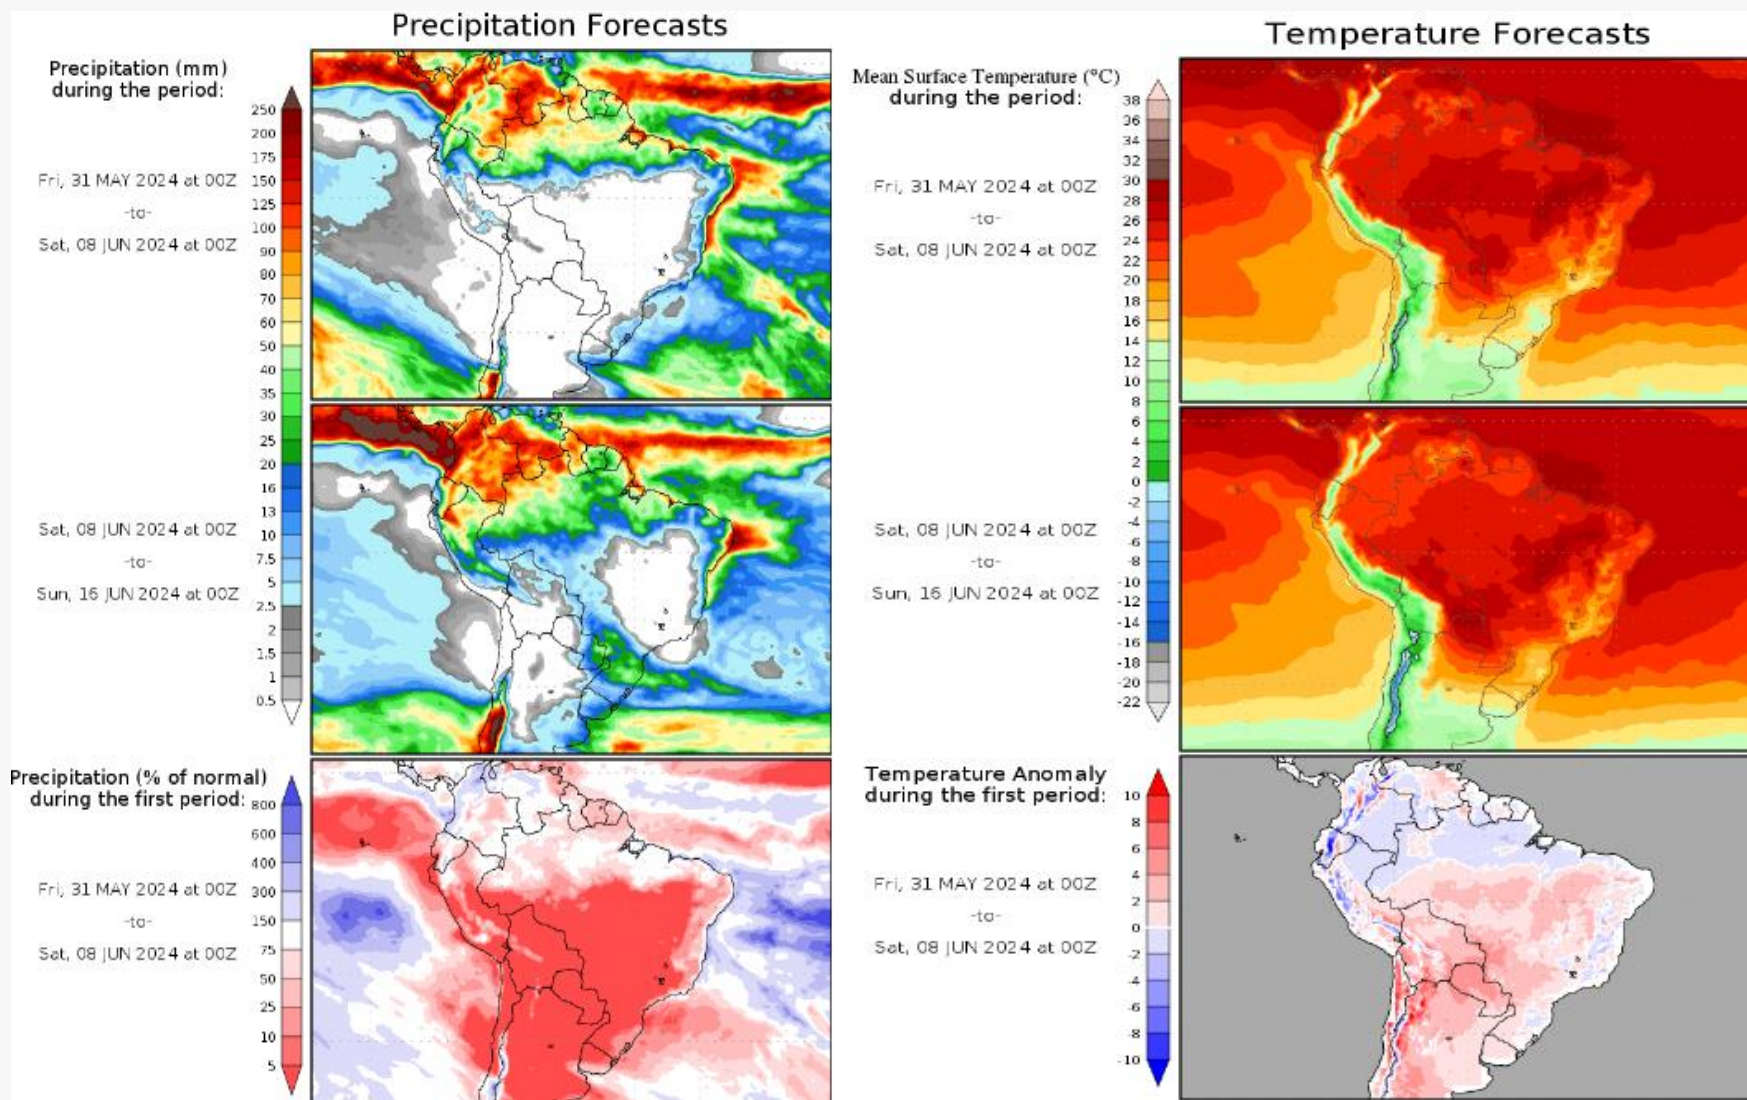 Precipitation Forecasts
Precipitation (mm)
during the period:
250
200
175
150
125
100
90
80
70
60
50
40
35
30
25
20
16
13
10
7.5
5
2.5
2
1.5
1
0.5
Fri, 31 MAY 2024 at 00Z
-to-
Sat, 08 JUN 2024 at 00Z
Sat, 08 JUN 2024 at 00Z
-to-
Sun, 16 JUN 2024 at 00Z
Precipitation (% of normal)
during the first period:
800
600
400
300
150
75
50
25
10
5
Fri, 31 MAY 2024 at 00Z
-to-
Sat, 08 JUN 2024 at 00Z
Temperature Forecasts
Mean Surface Temperature (°C)
during the period:
38
36
34
32
30
28
26
24
22
20
18
16
14
12
10
8
6
4
2
0
-2
-4
-6
-8
-10
-12
-14
-16
-18
-20
-22
Fri, 31 MAY 2024 at 00Z
-to-
Sat, 08 JUN 2024 at 00Z
Sat, 08 JUN 2024 at 00Z
-to-
Sun, 16 JUN 2024 at 00Z
Temperature Anomaly
during the first period:
10
8
6
4
2
0
-2
-4
-6
-8
-10
Fri, 31 MAY 2024 at 00Z
-to-
Sat, 08 JUN 2024 at 00Z